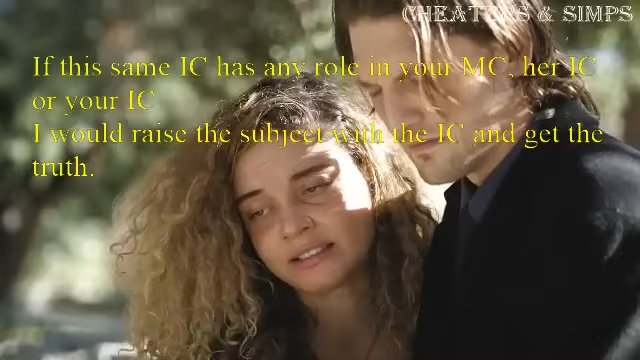 CHEATERS & SIMPS
If this same IC has any role in your MC, her IC
or your IC
I would raise the subject with the IC and get the
truth.